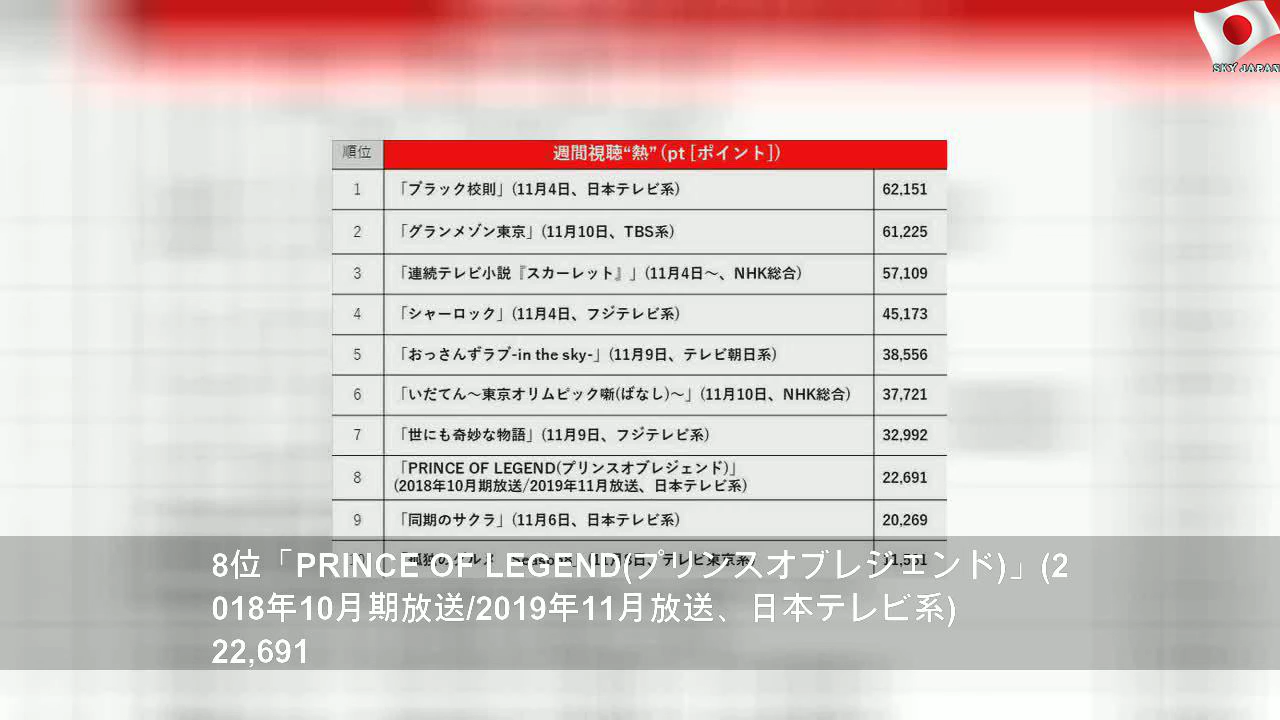 SKY JAPAN
順位 週間視聴“熱” (pt [ポイント])
1 「ブラック校則」(11月4日、日本テレビ系) 62,151
2 「グランメゾン東京」(11月10日、TBS系) 61,225
3 「連続テレビ小説『スカーレット』」(11月4日〜、NHK総合) 57,109
4 「シャーロック」(11月4日、フジテレビ系) 45,173
5 「おっさんずラブ-in the sky-」(11月9日、テレビ朝日系) 38,556
6 「いだてん〜東京オリムピック噺(ばなし)〜」(11月10日、NHK総合) 37,721
7 「世にも奇妙な物語」(11月9日、フジテレビ系) 32,992
8 「PRINCE OF LEGEND(プリンスオブレジェンド)」
(2018年10月期放送/2019年11月放送、日本テレビ系) 22,691
9 「同期のサクラ」(11月6日、日本テレビ系) 20,269
8位「PRINCE OF LEGEND(プリンスオブレジェンド)」(2
018年10月期放送/2019年11月放送、日本テレビ系)
22,691